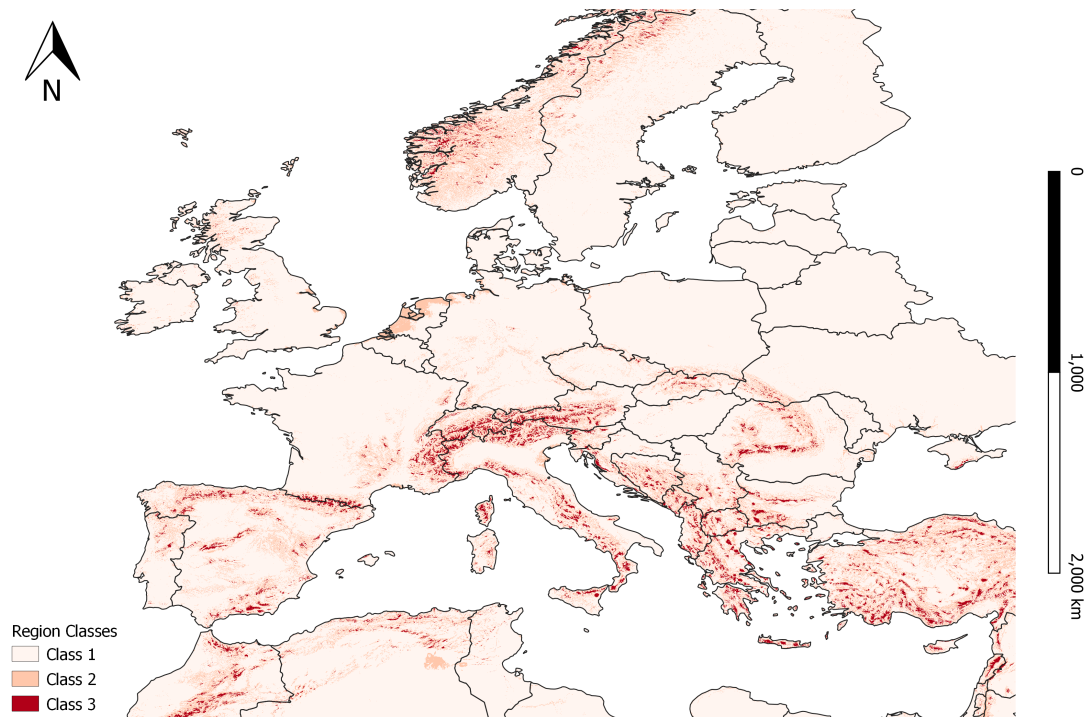 N
0
1,000
2,000 km
Region Classes
Class 1
Class 2
Class 3